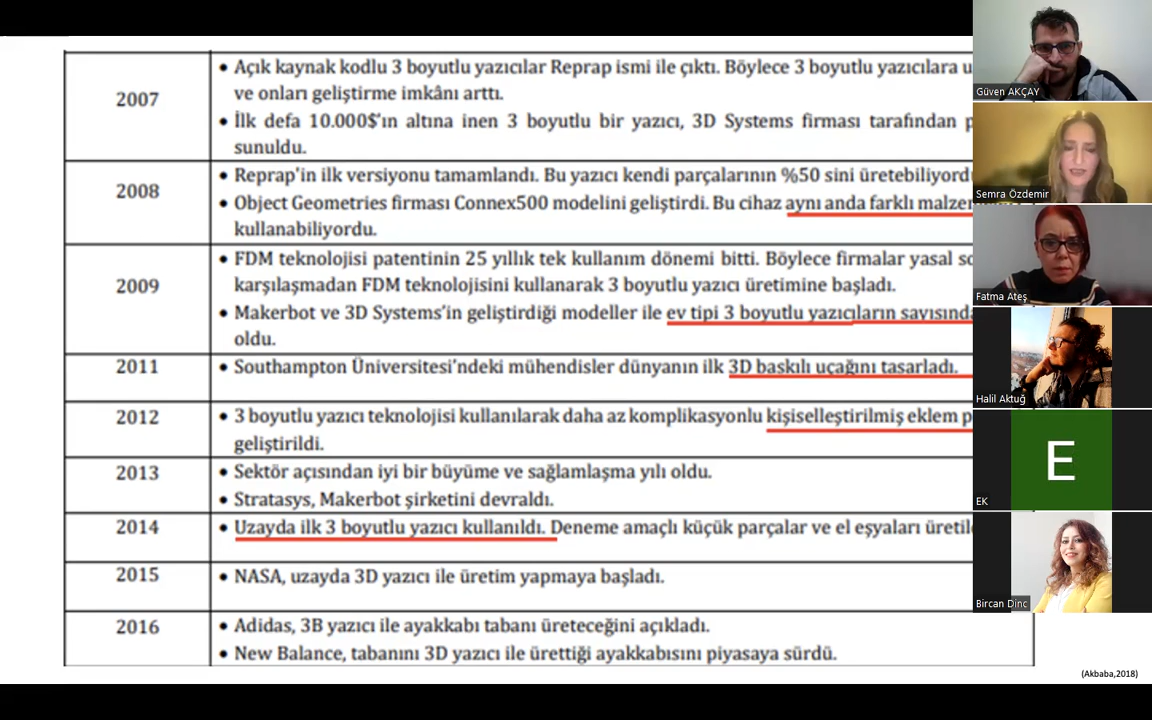 2007
• Açık kaynak kodlu 3 boyutlu yazıcılar Reprap ismi ile çıktı. Böylece 3 boyutlu yazıcılara
ve onları geliştirme imkânı arttı.
• İlk defa 10.000$'ın altına inen 3 boyutlu bir yazıcı, 3D Systems firması tarafından
sunuldu.
2008
• Reprap'in ilk versiyonu tamamlandı. Bu yazıcı kendi parçalarının %50 sini
• Object Geometries firması Connex500 modelini geliştirdi. Bu cihaz aynı anda farklı
kullanabiliyordu.
2009
• FDM teknolojisi patentinin 25 yıllık tek kullanım dönemi bitti. Böylece firmalar yasal
karşılaşmadan FDM teknolojisini kullanarak 3 boyutlu yazıcı üretimine başladı.
• Makerbot ve 3D Systems'in geliştirdiği modeller ile ev tipi 3 boyutlu yazıcıların
oldu.
2011
• Southampton Üniversitesi'ndeki mühendisler dünyanın ilk 3D baskılı uçağını tasarladı.
2012
• 3 boyutlu yazıcı teknolojisi kullanılarak daha az komplikasyonlu kişiselleştirilmiş eklem
geliştirildi.
2013
• Sektör açısından iyi bir büyüme ve sağlamlaşma yılı oldu.
• Stratasys, Makerbot şirketini devraldı.
2014
• Uzayda ilk 3 boyutlu yazıcı kullanıldı. Deneme amaçlı küçük parçalar ve el eşyaları
2015
• NASA, uzayda 3D yazıcı ile üretim yapmaya başladı.
2016
• Adidas, 3B yazıcı ile ayakkabı tabanı üreteceğini açıkladı.
• New Balance, tabanını 3D yazıcı ile ürettiği ayakkabısını piyasaya sürdü.
(Akbaba,2018)
Güven AKÇAY
Semra Özdemir
Fatma Ateş
Halil Aktuğ
E
EK
Bircan Dinc